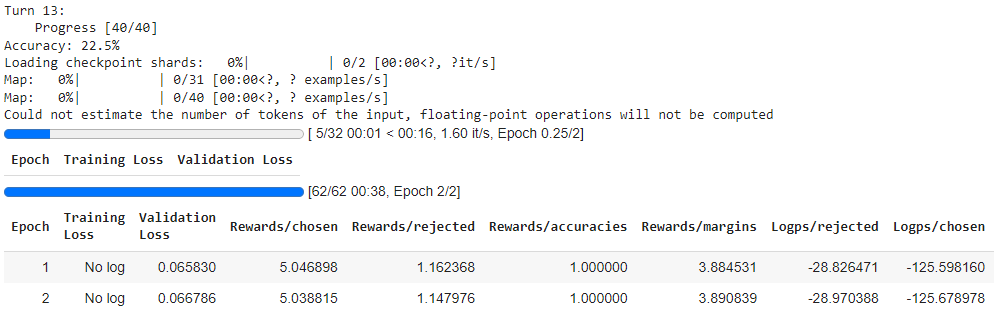 Turn 13:
Progress [40/40]
Accuracy: 22.5%
Loading checkpoint shards:   0%|          | 0/2 [00:00<?, ?it/s]
Map:   0%|          | 0/31 [00:00<?, ? examples/s]
Map:   0%|          | 0/40 [00:00<?, ? examples/s]
Could not estimate the number of tokens of the input, floating-point operations will not be computed
[ 5/32 00:01 < 00:16, 1.60 it/s, Epoch 0.25/2]
Epoch Training Loss Validation Loss
[62/62 00:38, Epoch 2/2]
Epoch Training Loss Validation Loss Rewards/chosen Rewards/rejected Rewards/accuracies Rewards/margins Logps/rejected Logps/chosen
1 No log 0.065830 5.046898 1.162368 1.000000 3.884531 -28.826471 -125.598160
2 No log 0.066786 5.038815 1.147976 1.000000 3.890839 -28.970388 -125.678978